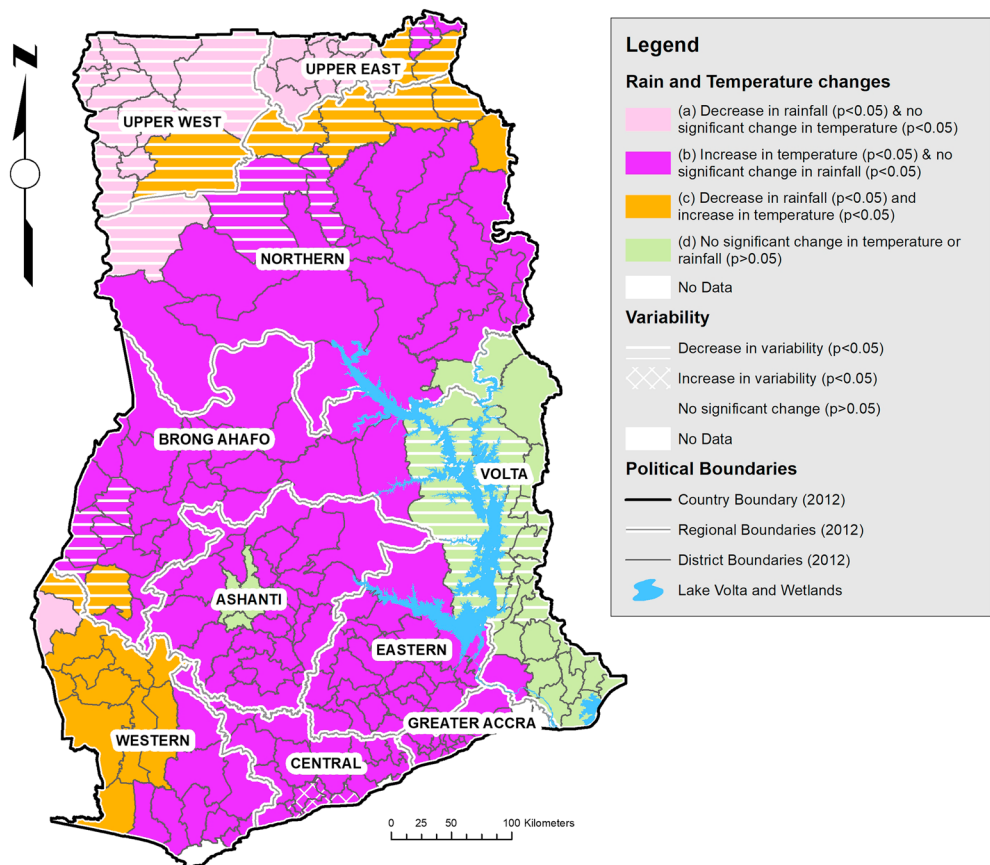 Z
UPPER EAST
UPPER WEST
NORTHERN
BRONG AHAFO
VOLTA
ASHANTI
EASTERN
GREATER ACCRA
WESTERN
CENTRAL
0 25 50 100 Kilometers
Legend
Rain and Temperature changes
(a) Decrease in rainfall (p<0.05) & no
significant change in temperature (p<0.05)
(b) Increase in temperature (p<0.05) & no
significant change in rainfall (p<0.05)
(c) Decrease in rainfall (p<0.05) and
increase in temperature (p<0.05)
(d) No significant change in temperature or
rainfall (p>0.05)
No Data
Variability
Decrease in variability (p<0.05)
Increase in variability (p<0.05)
No significant change (p>0.05)
No Data
Political Boundaries
Country Boundary (2012)
Regional Boundaries (2012)
District Boundaries (2012)
Lake Volta and Wetlands